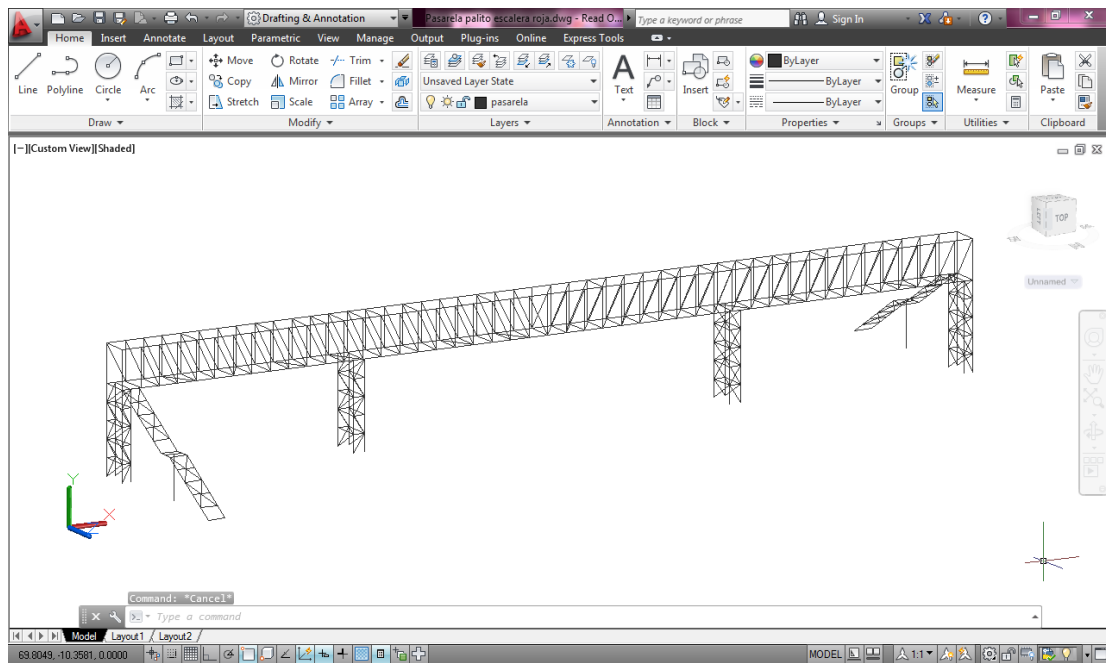 Drafting & Annotation
Pasarela palito escalera roja.dwg - Read O...
Type a keyword or phrase
Sign In
Home Insert Annotate Layout Parametric View Manage Output Plug-ins Online Express Tools
Line Polyline Circle Arc
Move Rotate Trim
Copy Mirror Fillet
Stretch Scale Array
Unsaved Layer State
pasarela
Text
Insert
ByLayer
ByLayer
ByLayer
Group
Measure
Paste
Draw Modify Layers Annotation Block Properties Groups Utilities Clipboard
[−][Custom View][Shaded]
TOP
Unnamed
Y
X
Command: *Cancel*
Type a command
Model Layout1 Layout2
69.8049, -10.3581, 0.0000
MODEL
1:1